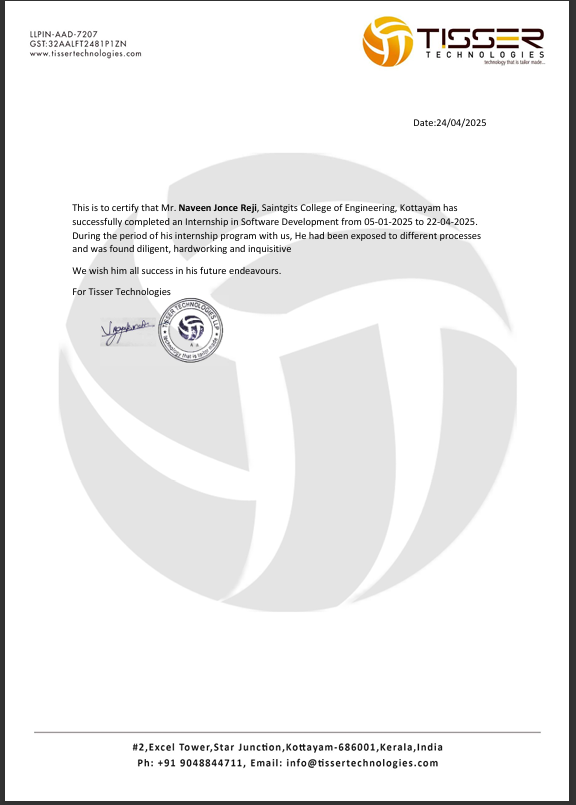 LLPIN-AAD-7207
GST:32AALFT2481P1ZN
www.tissertechnologies.com
TISSER
TECHNOLOGIES
technology that is tailor made...
Date:24/04/2025
This is to certify that Mr. Naveen Jonce Reji, Saintgits College of Engineering, Kottayam has
successfully completed an Internship in Software Development from 05-01-2025 to 22-04-2025.
During the period of his internship program with us, He had been exposed to different processes
and was found diligent, hardworking and inquisitive
We wish him all success in his future endeavours.
For Tisser Technologies
TISSER TECHNOLOGIES LLP
technology that is tailor made
#2,Excel Tower,Star Junction,Kottayam-686001,Kerala,India
Ph: +91 9048844711, Email: info@tissertechnologies.com